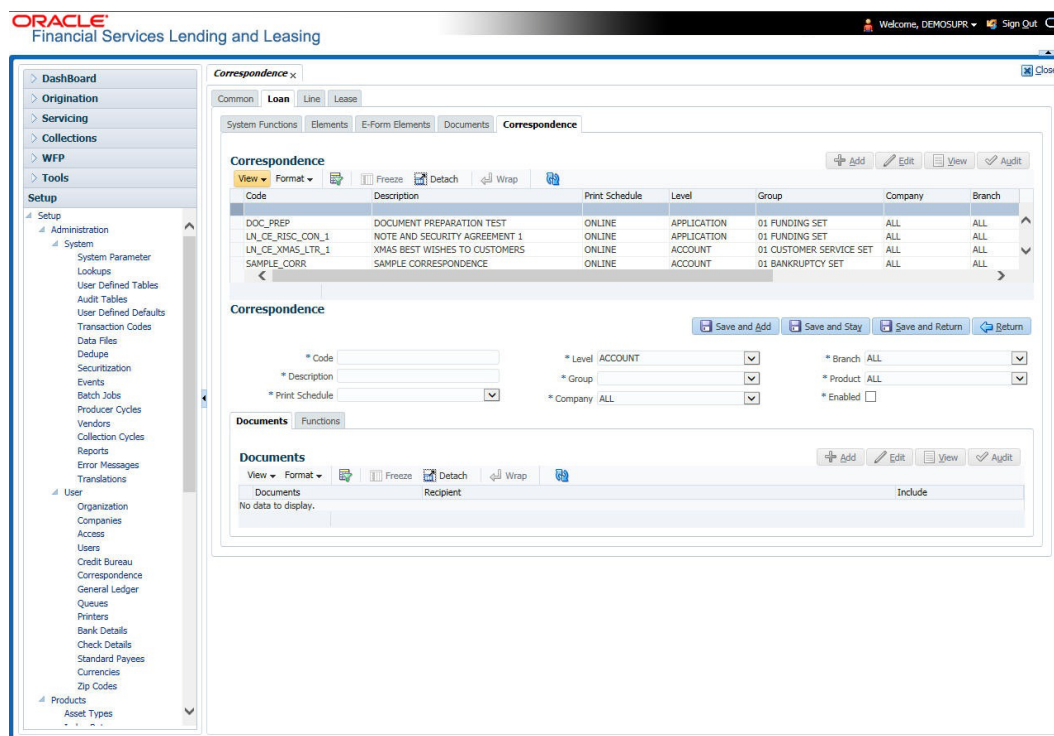 ORACLE
Financial Services Lending and Leasing
Welcome, DEMOSUPR
Sign Out
Correspondence x
Close
DashBoard
Origination
Servicing
Collections
WFP
Tools
Setup
Setup
Administration
System
System Parameter
Lookups
User Defined Tables
Audit Tables
User Defined Defaults
Transaction Codes
Data Files
Dedupe
Securitization
Events
Batch Jobs
Producer Cycles
Vendors
Collection Cycles
Reports
Error Messages
Translations
User
Organization
Companies
Access
Users
Credit Bureau
Correspondence
General Ledger
Queues
Printers
Bank Details
Check Details
Standard Payees
Currencies
Zip Codes
Products
Asset Types
Common Loan Line Lease
System Functions Elements E-Form Elements Documents Correspondence
Correspondence
Add Edit View Audit
View Format Freeze Detach Wrap
Code Description Print Schedule Level Group Company Branch
DOC_PREP DOCUMENT PREPARATION TEST ONLINE APPLICATION 01 FUNDING SET ALL ALL
LN_CE_RISC_CON_1 NOTE AND SECURITY AGREEMENT 1 ONLINE APPLICATION 01 FUNDING SET ALL ALL
LN_CE_XMAS_LTR_1 XMAS BEST WISHES TO CUSTOMERS ONLINE ACCOUNT 01 CUSTOMER SERVICE SET ALL ALL
SAMPLE_CORR SAMPLE CORRESPONDENCE ONLINE ACCOUNT 01 BANKRUPTCY SET ALL ALL
Correspondence
Save and Add Save and Stay Save and Return Return
* Code * Level ACCOUNT * Branch ALL
* Description * Group * Product ALL
* Print Schedule * Company ALL * Enabled
Documents Functions
Documents
Add Edit View Audit
View Format Freeze Detach Wrap
Documents Recipient Include
No data to display.